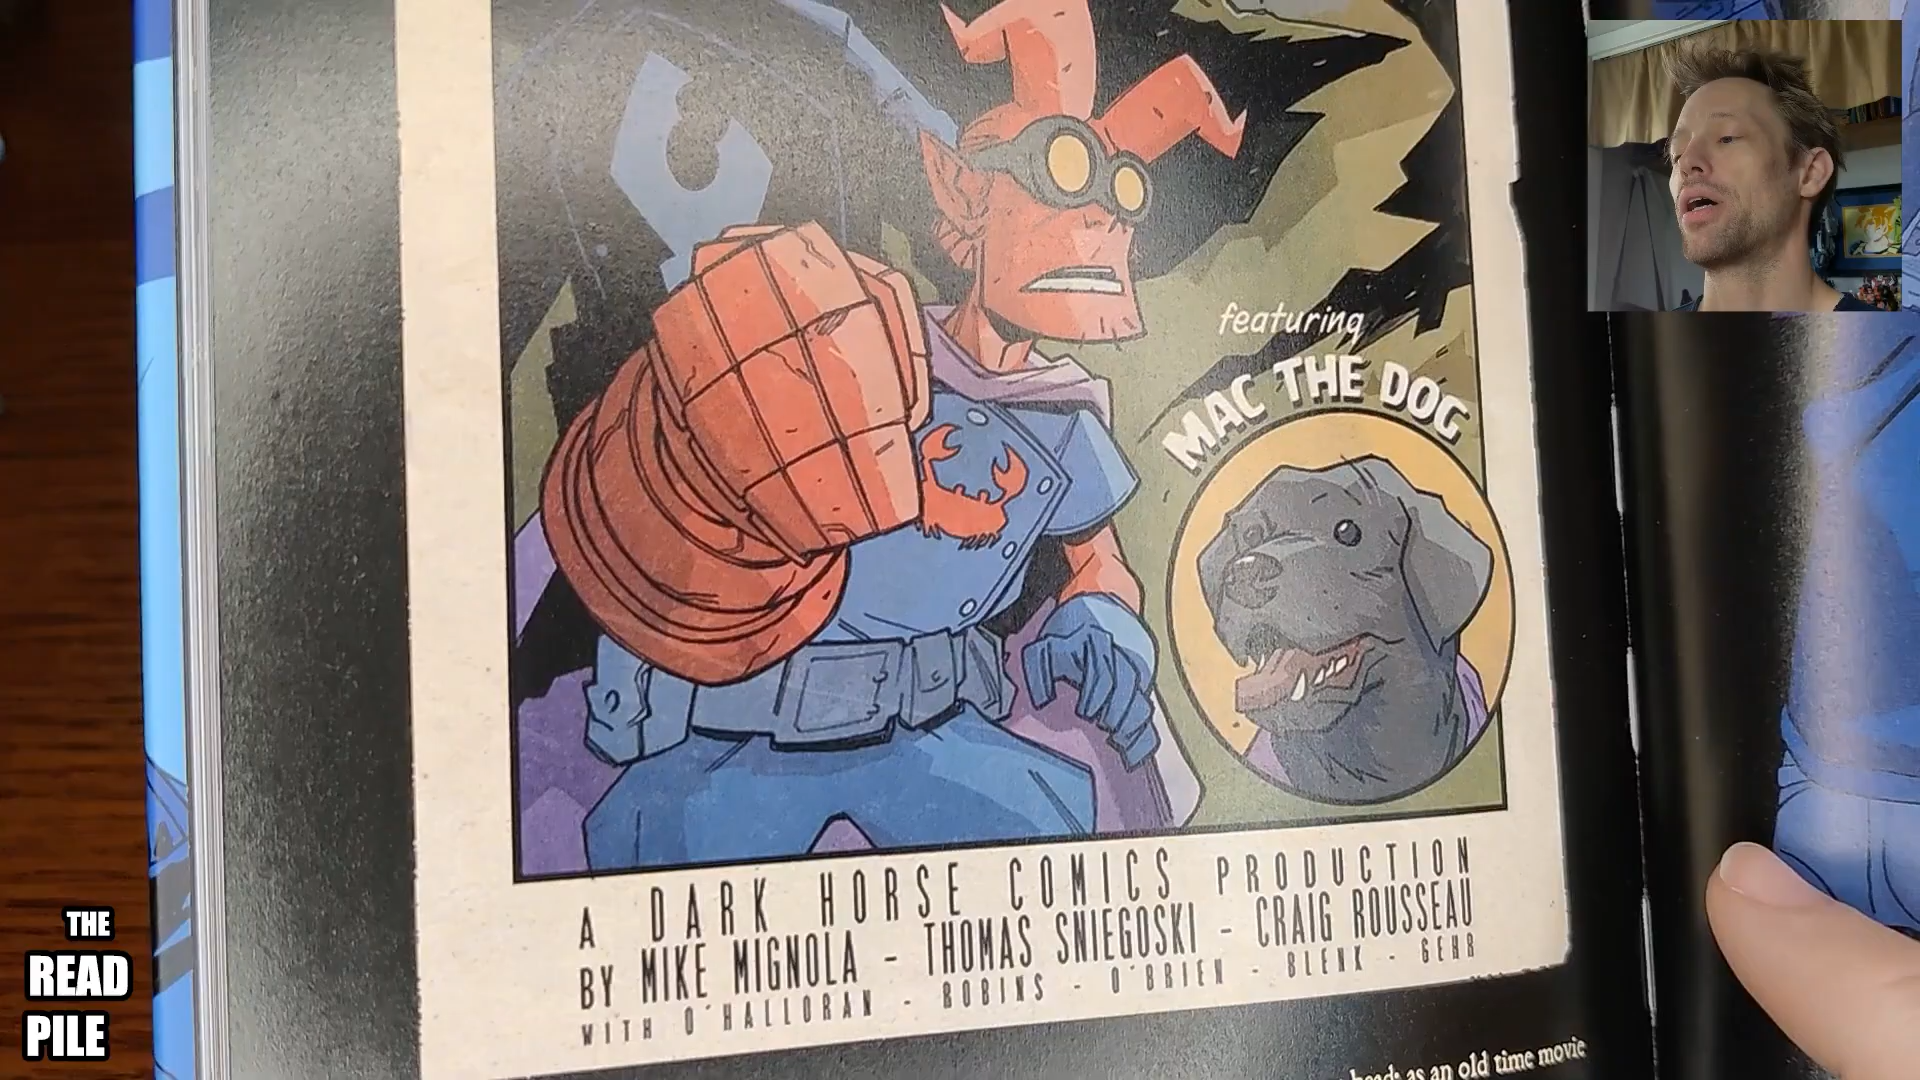 featuring
MAC THE DOG
A DARK HORSE COMICS PRODUCTION
BY MIKE MIGNOLA - THOMAS SNIEGOSKI - CRAIG ROUSSEAU
WITH O'HALLORAN - ROBINS - O'BRIEN - BLENK - GEHR
as an old time movie
THE
READ
PILE